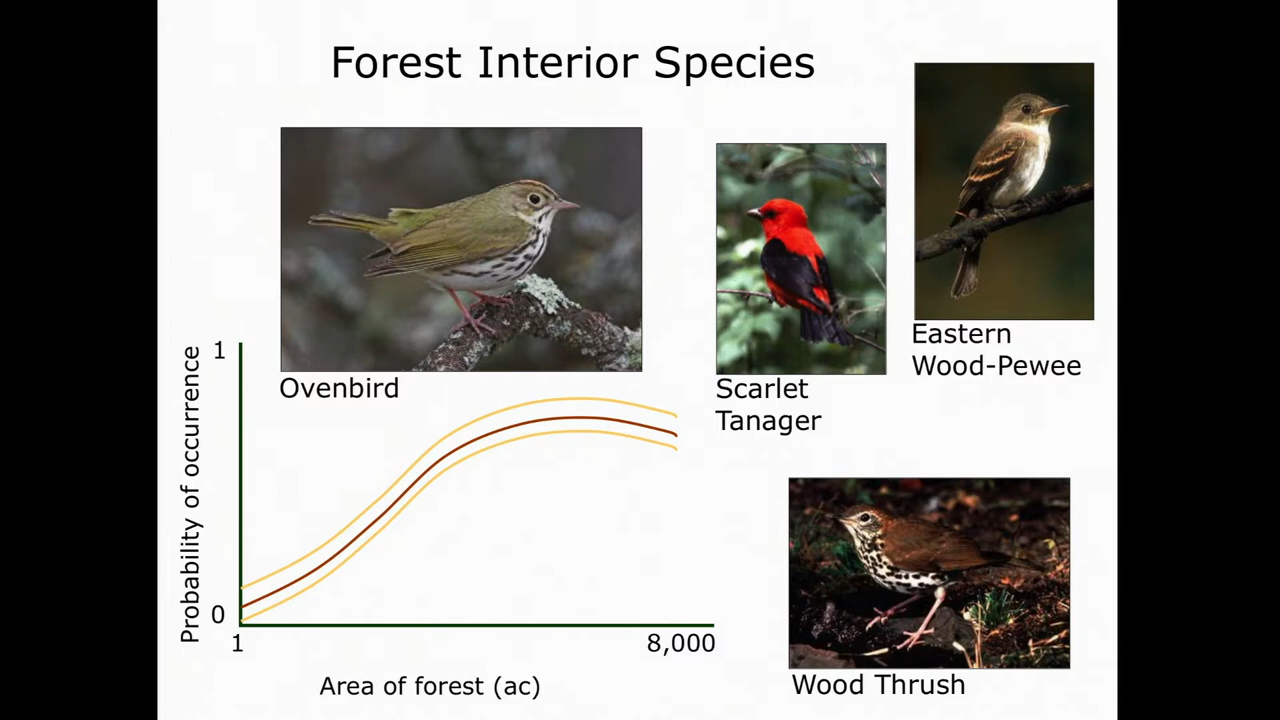 Forest Interior Species
Ovenbird
Scarlet
Tanager
Eastern
Wood-Pewee
Wood Thrush
Probability of occurrence
1
0
1
8,000
Area of forest (ac)